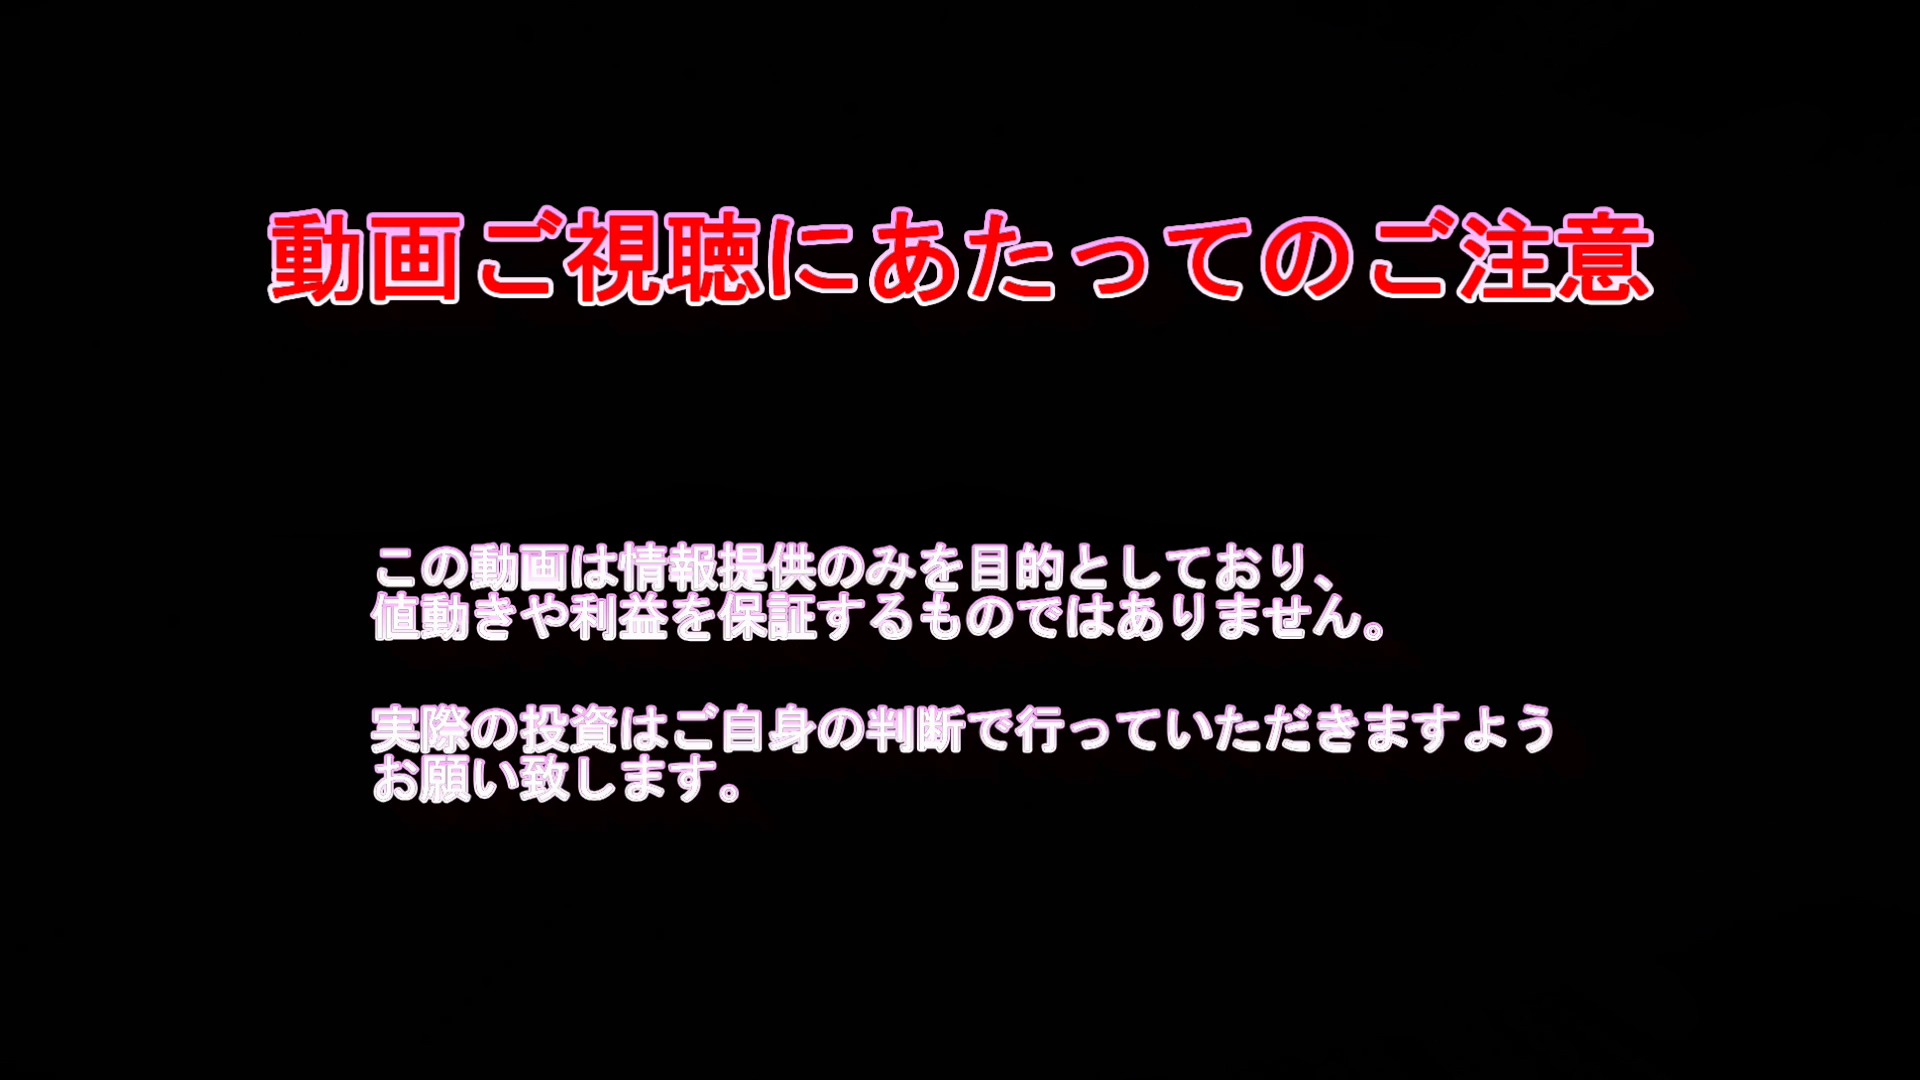 動画ご視聴にあたってのご注意
この動画は情報提供のみを目的としており、
値動きや利益を保証するものではありません。
実際の投資はご自身の判断で行っていただきますよう
お願い致します。